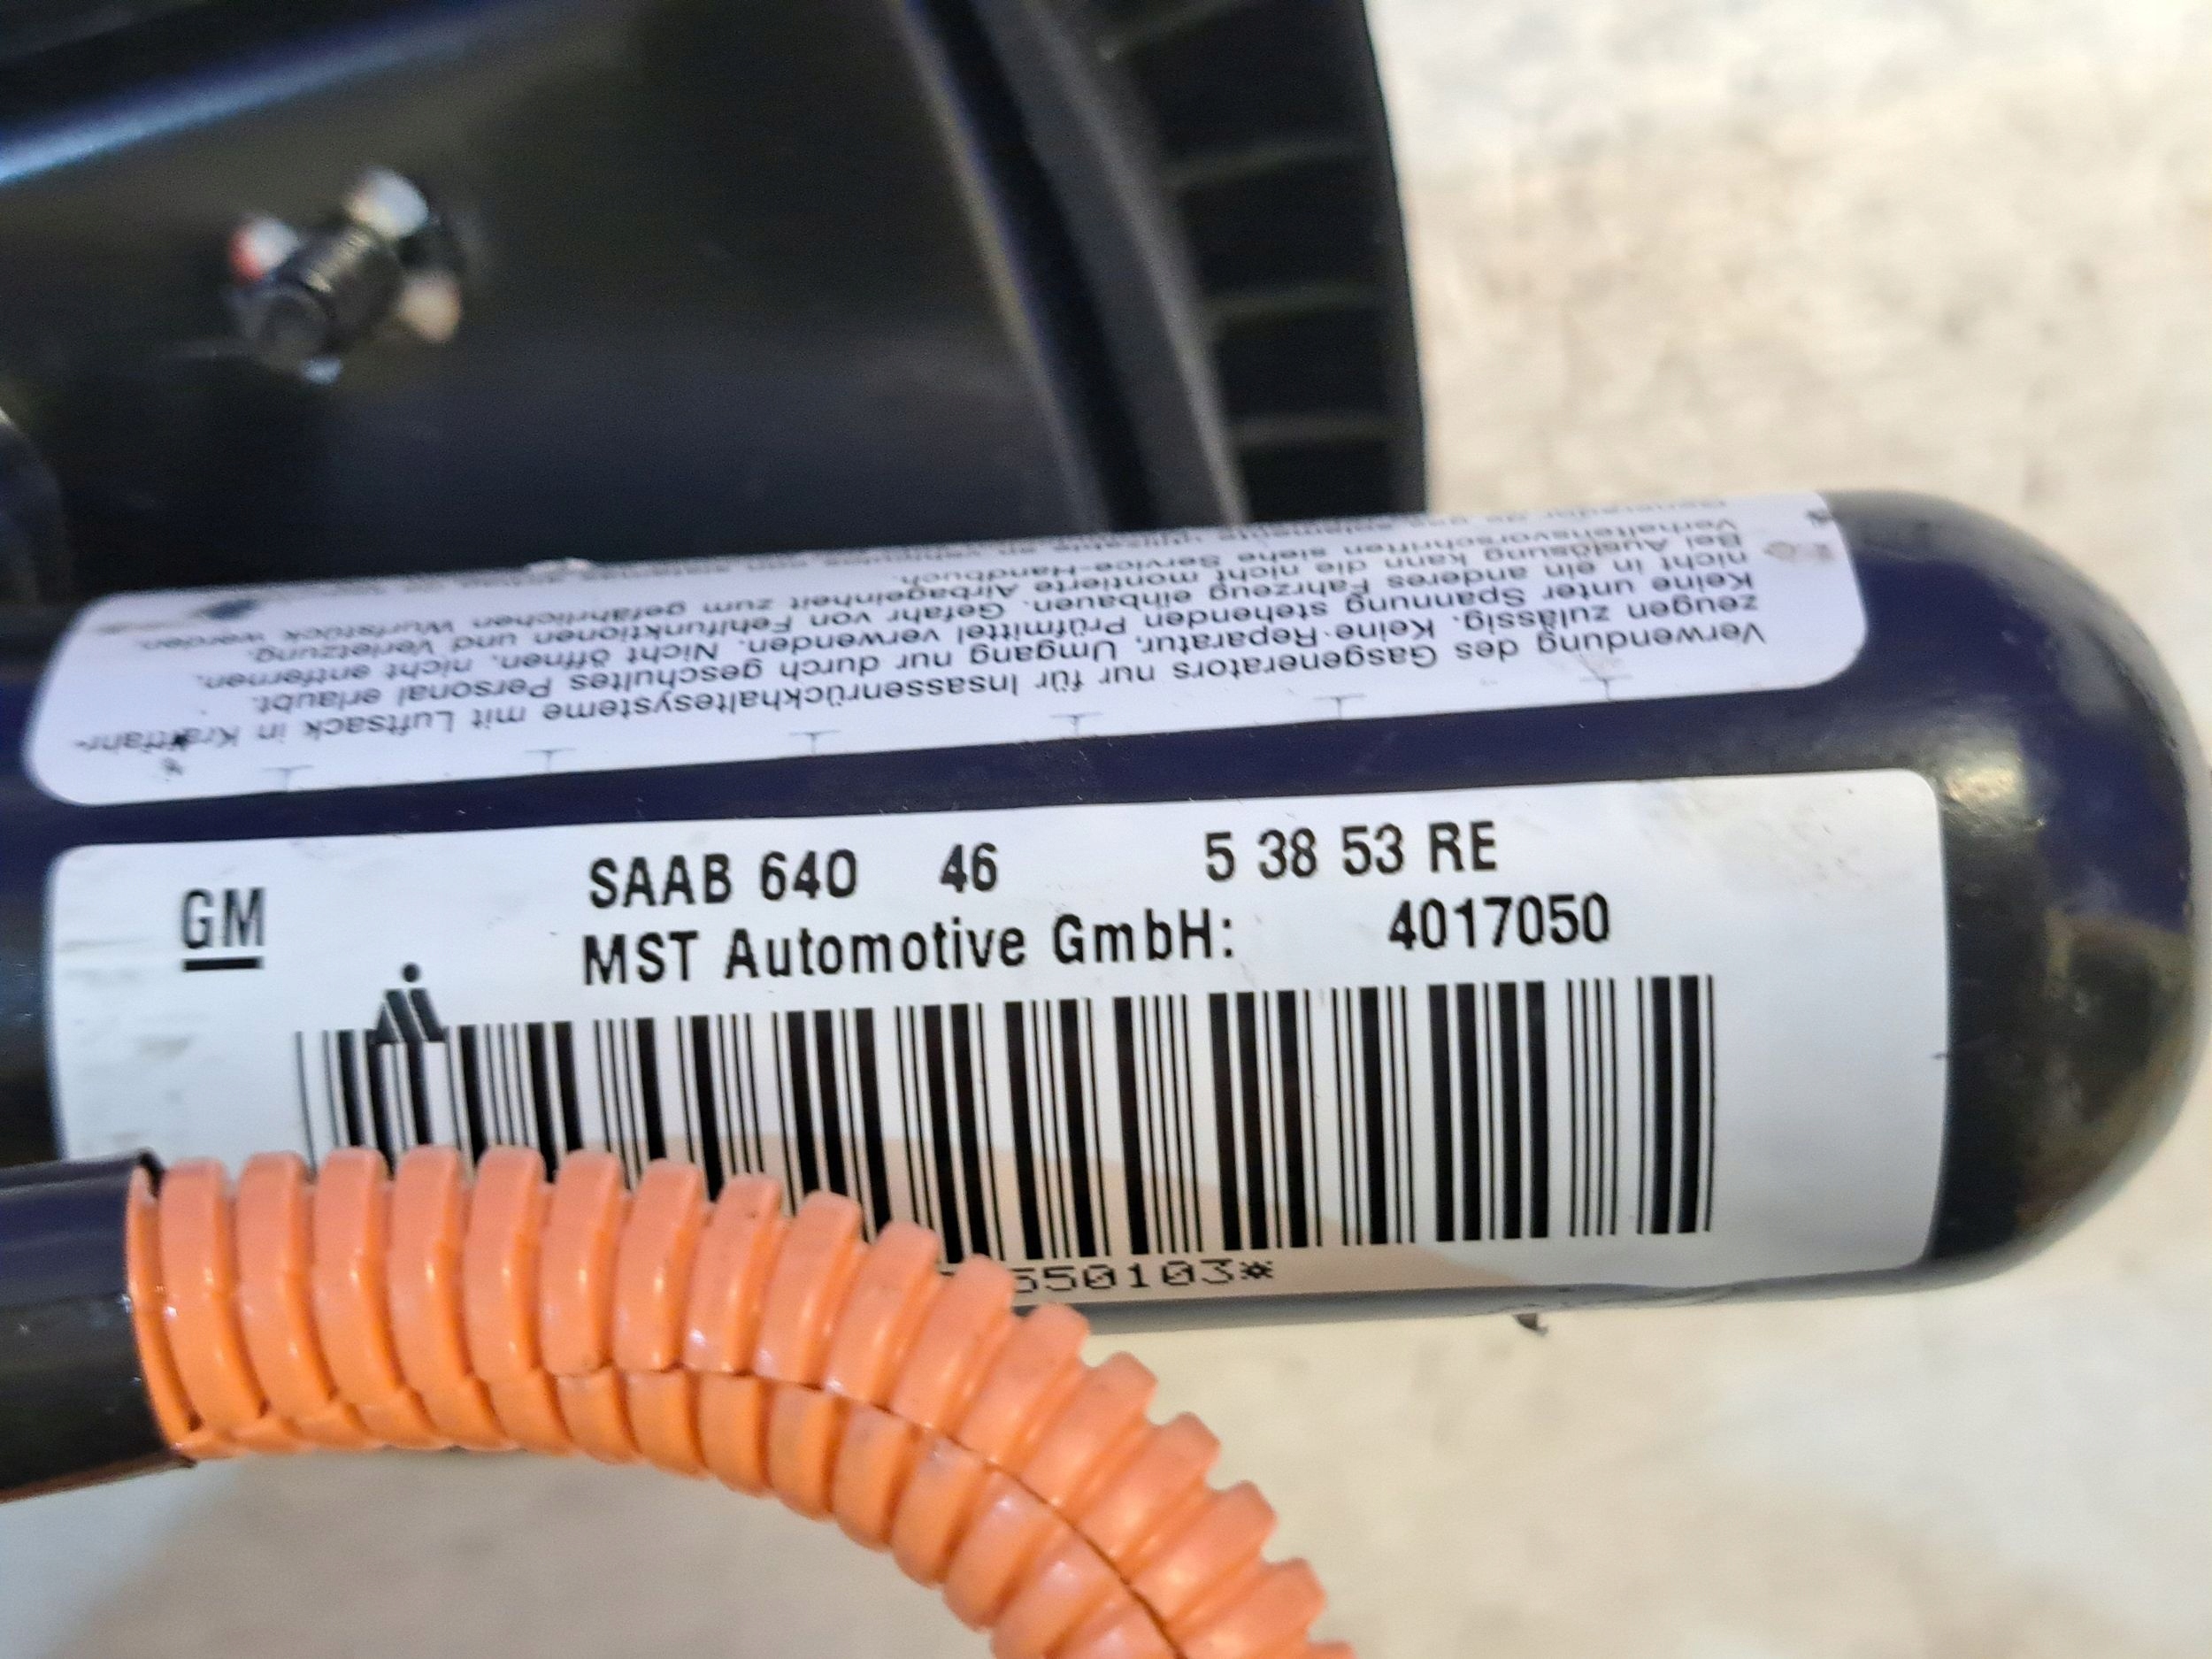 Verwendung des Gasgenerators nur für Insassenrückhaltesysteme mit Luftsack in Kraftfahr-
zeugen zulässig. Keine Reparatur, Umgang nur durch geschultes Personal erlaubt.
Keine unter Spannung stehenden Prüfmittel verwenden. Nicht öffnen, nicht entfernen,
nicht in ein anderes Fahrzeug einbauen. Gefahr von Fehlfunktionen und Verletzung.
Bei Auslösung kann die nicht montierte Airbageinheit zum gefährlichen Wurfstück werden.
Verhaltensvorschriften siehe Service-Handbuch.
GM
SAAB 640 46 5 38 53 RE
MST Automotive GmbH: 4017050
550103*